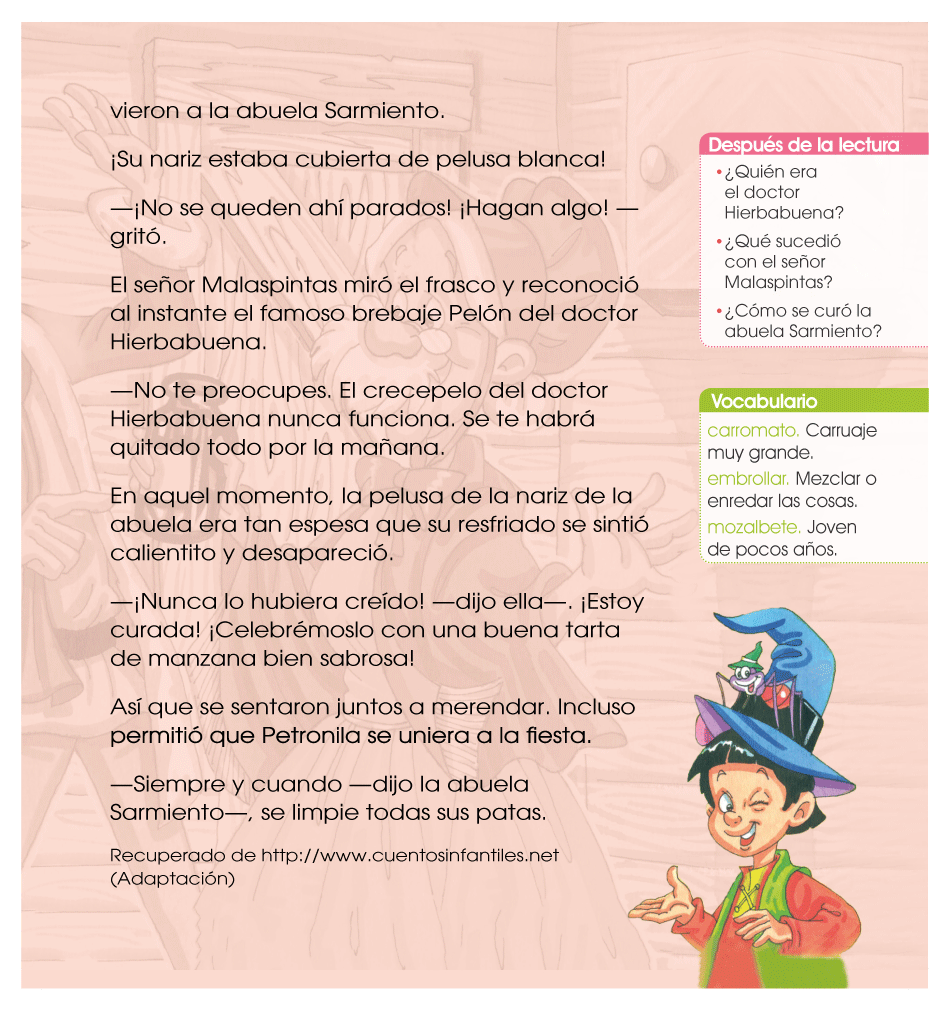 vieron a la abuela Sarmiento.
¡Su nariz estaba cubierta de pelusa blanca!
—¡No se queden ahí parados! ¡Hagan algo! —
gritó.
El señor Malaspintas miró el frasco y reconoció
al instante el famoso brebaje Pelón del doctor
Hierbabuena.
—No te preocupes. El crecepelo del doctor
Hierbabuena nunca funciona. Se te habrá
quitado todo por la mañana.
En aquel momento, la pelusa de la nariz de la
abuela era tan espesa que su resfriado se sintió
calientito y desapareció.
—¡Nunca lo hubiera creído! —dijo ella—. ¡Estoy
curada! ¡Celebrémoslo con una buena tarta
de manzana bien sabrosa!
Así que se sentaron juntos a merendar. Incluso
permitió que Petronila se uniera a la fiesta.
—Siempre y cuando —dijo la abuela
Sarmiento—, se limpie todas sus patas.
Recuperado de http://www.cuentosinfantiles.net
(Adaptación)
Después de la lectura
• ¿Quién era
el doctor
Hierbabuena?
• ¿Qué sucedió
con el señor
Malaspintas?
• ¿Cómo se curó la
abuela Sarmiento?
Vocabulario
carromato. Carruaje
muy grande.
embrollar. Mezclar o
enredar las cosas.
mozalbete. Joven
de pocos años.